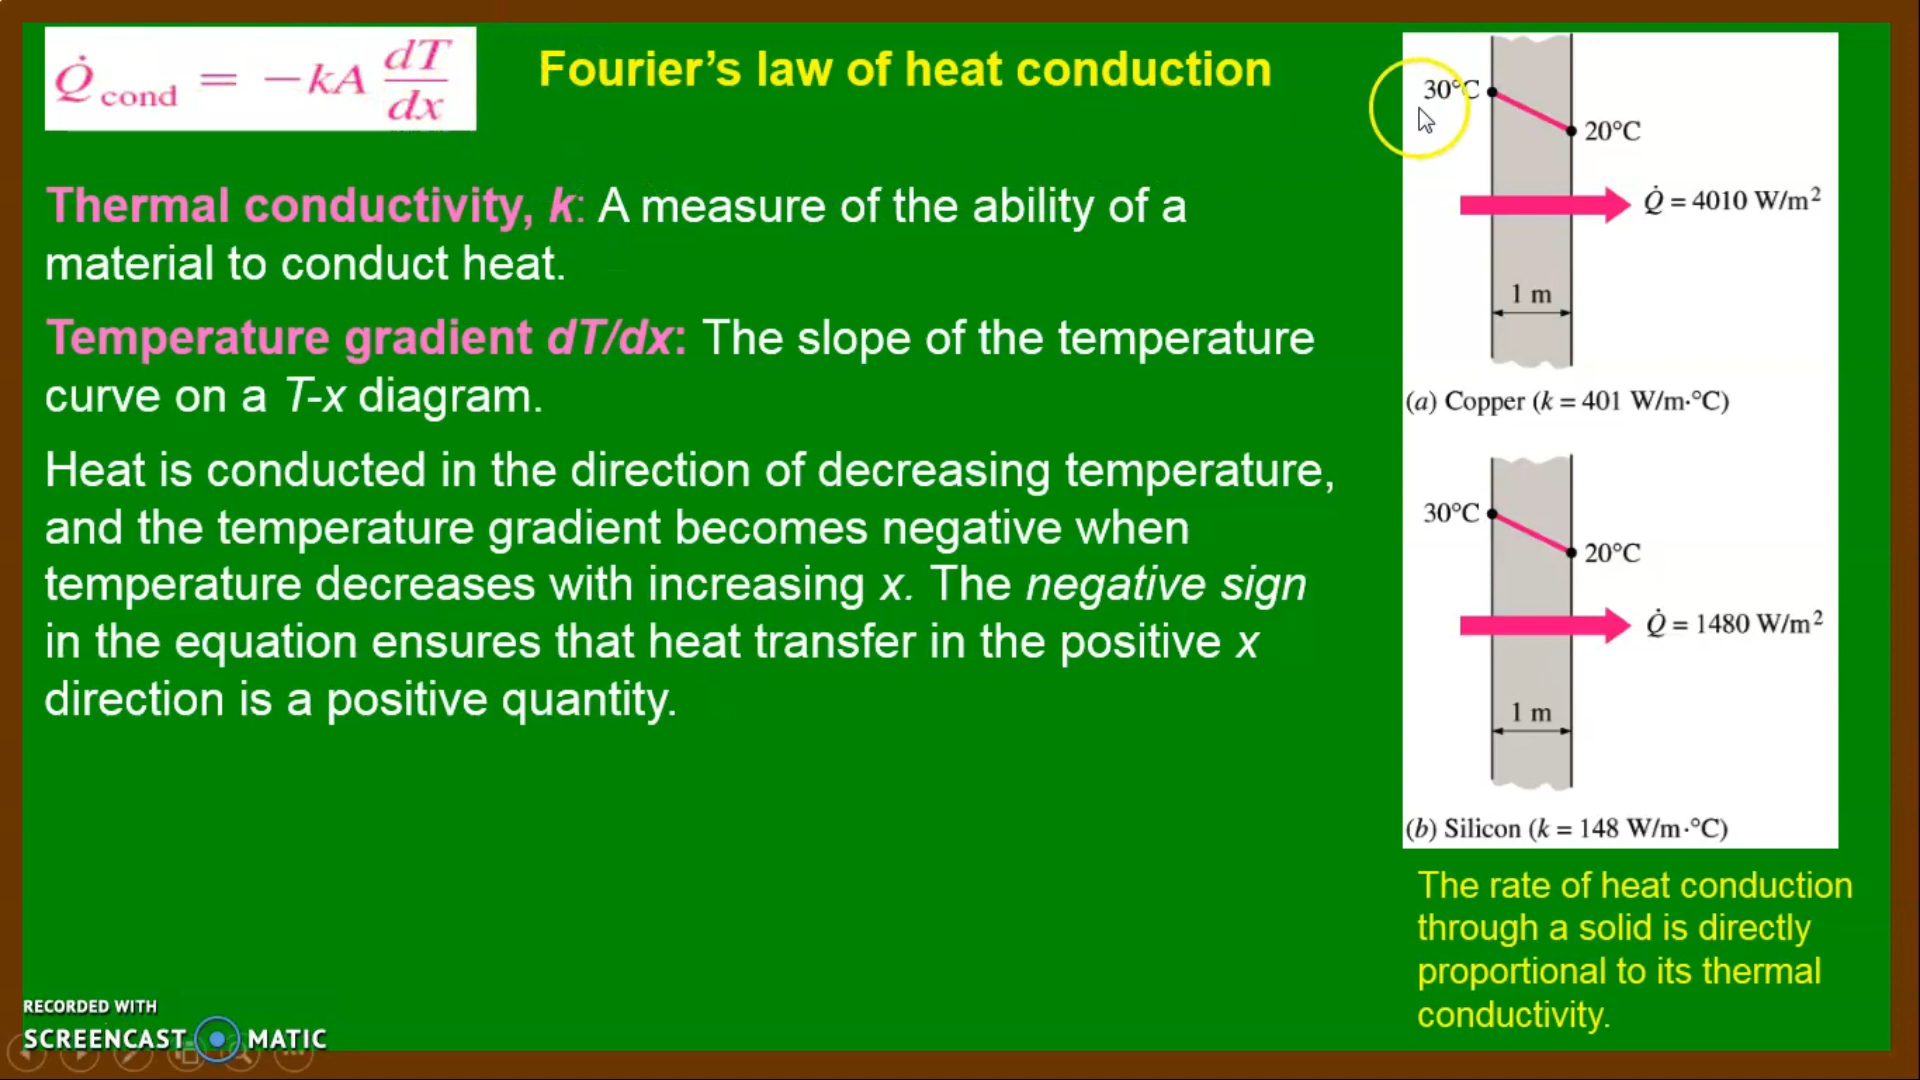 Q̇ cond = −kA dT/dx
Fourier’s law of heat conduction
Thermal conductivity, k: A measure of the ability of a
material to conduct heat.
Temperature gradient dT/dx: The slope of the temperature
curve on a T-x diagram.
Heat is conducted in the direction of decreasing temperature,
and the temperature gradient becomes negative when
temperature decreases with increasing x. The negative sign
in the equation ensures that heat transfer in the positive x
direction is a positive quantity.
30°C
20°C
Q̇ = 4010 W/m²
1 m
(a) Copper (k = 401 W/m·°C)
30°C
20°C
Q̇ = 1480 W/m²
1 m
(b) Silicon (k = 148 W/m·°C)
The rate of heat conduction
through a solid is directly
proportional to its thermal
conductivity.
RECORDED WITH
SCREENCAST MATIC